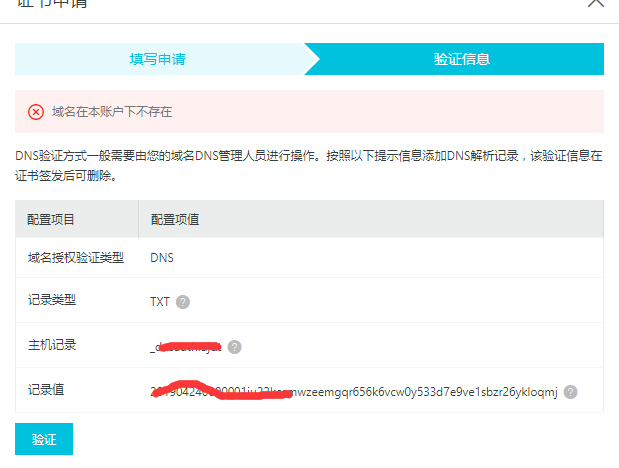 证书申请
填写申请
验证信息
域名在本账户下不存在
DNS验证方式一般需要由您的域名DNS管理人员进行操作。按照以下提示信息添加DNS解析记录，该验证信息在
证书签发后可删除。
配置项目 配置项值
域名授权验证类型 DNS
记录类型 TXT ?
主机记录 ?
记录值 mwzeemgqr656k6vcw0y533d7e9ve1sbzr26ykloqmj ?
验证